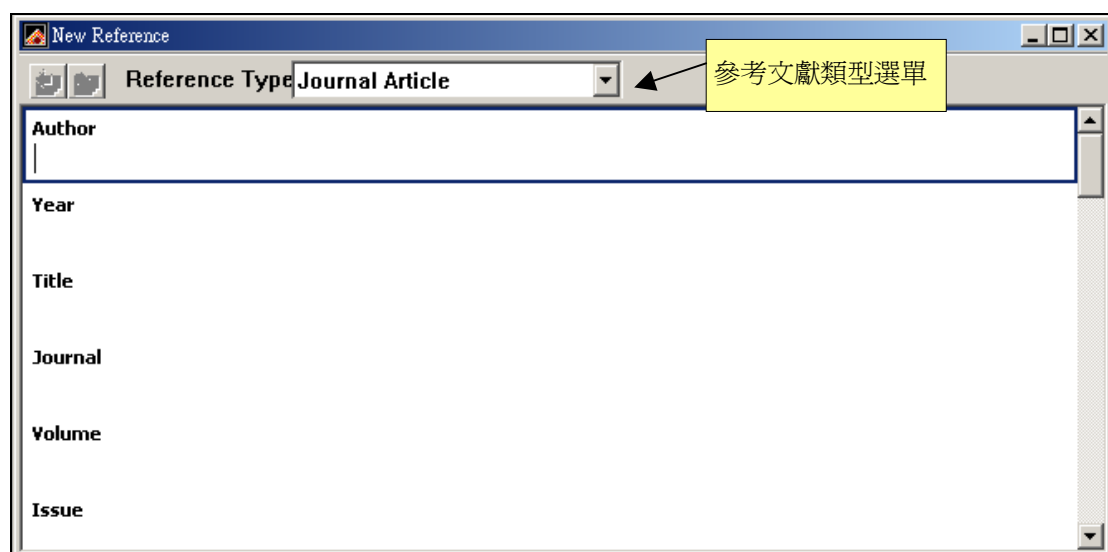 New Reference
Reference Type Journal Article
參考文獻類型選單
Author
Year
Title
Journal
Volume
Issue